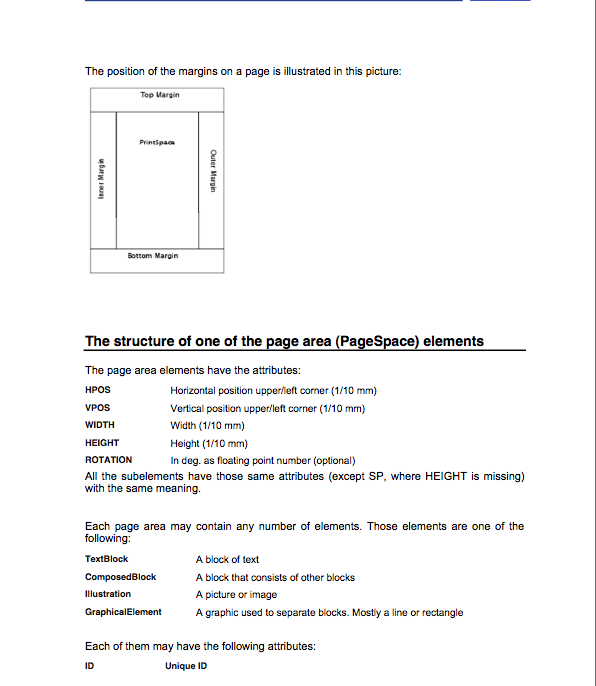 The position of the margins on a page is illustrated in this picture:
Top Margin
PrintSpace
Inner Margin
Outer Margin
Bottom Margin
The structure of one of the page area (PageSpace) elements
The page area elements have the attributes:
HPOS Horizontal position upper/left corner (1/10 mm)
VPOS Vertical position upper/left corner (1/10 mm)
WIDTH Width (1/10 mm)
HEIGHT Height (1/10 mm)
ROTATION In deg. as floating point number (optional)
All the subelements have those same attributes (except SP, where HEIGHT is missing)
with the same meaning.
Each page area may contain any number of elements. Those elements are one of the
following:
TextBlock A block of text
ComposedBlock A block that consists of other blocks
Illustration A picture or image
GraphicalElement A graphic used to separate blocks. Mostly a line or rectangle
Each of them may have the following attributes:
ID Unique ID